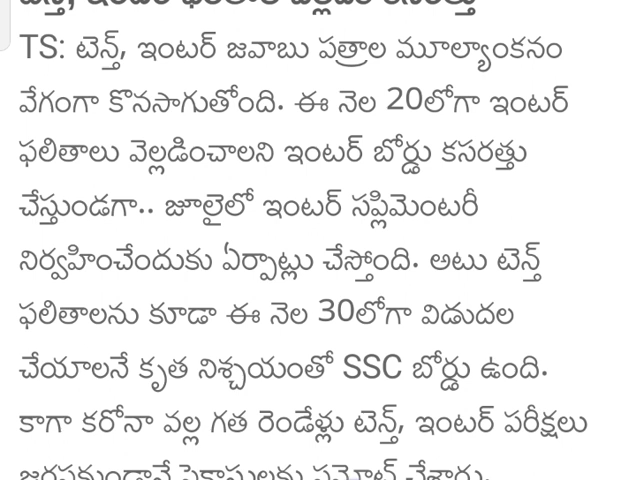 TS: టెన్త్, ఇంటర్ జవాబు పత్రాల మూల్యాంకనం
వేగంగా కొనసాగుతోంది. ఈ నెల 20లోగా ఇంటర్
ఫలితాలు వెల్లడించాలని ఇంటర్ బోర్డు కసరత్తు
చేస్తుండగా.. జూలైలో ఇంటర్ సప్లిమెంటరీ
నిర్వహించేందుకు ఏర్పాట్లు చేస్తోంది. అటు టెన్త్
ఫలితాలను కూడా ఈ నెల 30లోగా విడుదల
చేయాలనే కృత నిశ్చయంతో SSC బోర్డు ఉంది.
కాగా కరోనా వల్ల గత రెండేళ్లు టెన్త్, ఇంటర్ పరీక్షలు